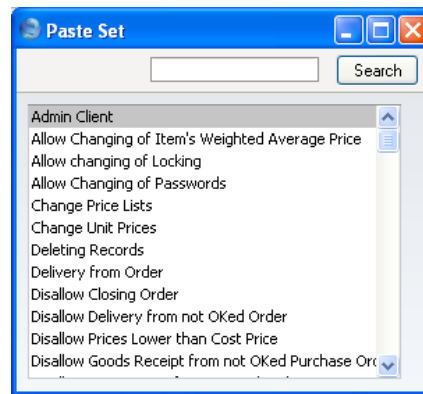 Paste Set
Search
Admin Client
Allow Changing of Item's Weighted Average Price
Allow changing of Locking
Allow Changing of Passwords
Change Price Lists
Change Unit Prices
Deleting Records
Delivery from Order
Disallow Closing Order
Disallow Delivery from not OKed Order
Disallow Prices Lower than Cost Price
Disallow Goods Receipt from not OKed Purchase Ord